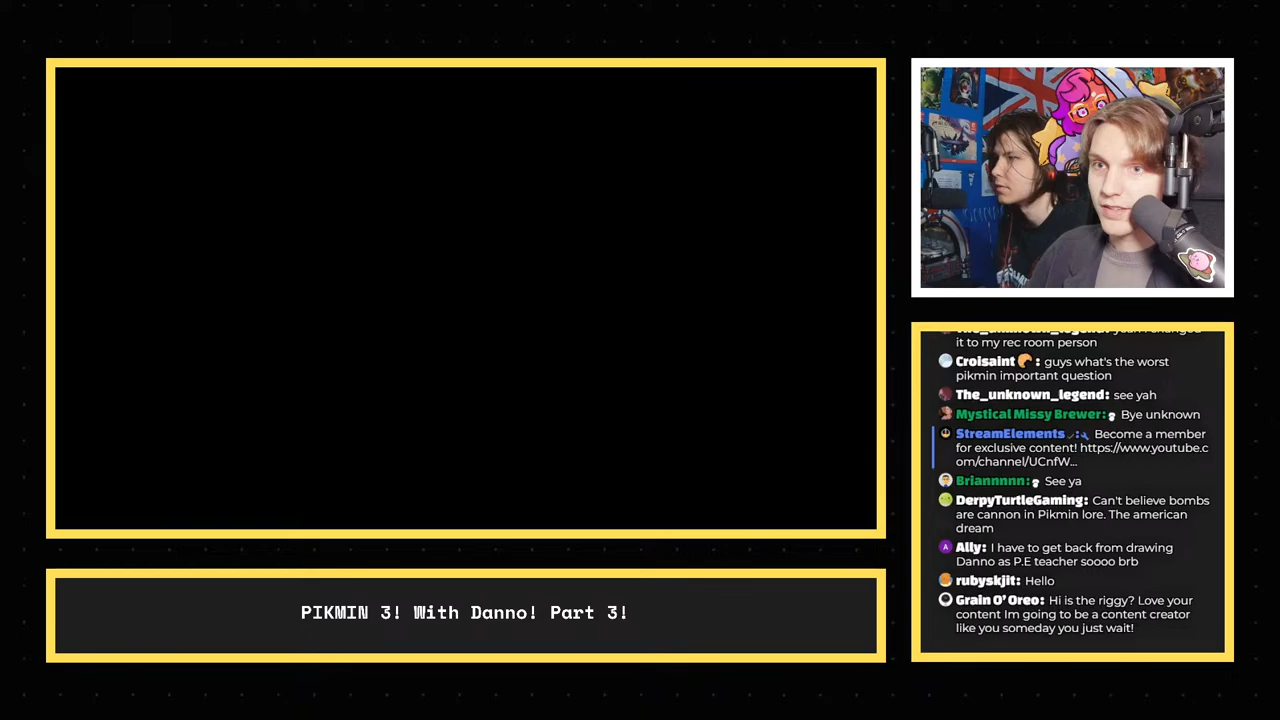 it to my rec room person
Croisaint: guys what's the worst
pikmin important question
The_unknown_legend: see yah
Mystical Missy Brewer: Bye unknown
StreamElements: Become a member
for exclusive content! https://www.youtube.c
om/channel/UCnfW...
Briannnnn: See ya
DerpyTurtleGaming: Can't believe bombs
are cannon in Pikmin lore. The american
dream
A Ally: I have to get back from drawing
Danno as P.E teacher soooo brb
rubyskjit: Hello
Grain O'Oreo: Hi is the riggy? Love your
content Im going to be a content creator
like you someday you just wait!
PIKMIN 3! With Danno! Part 3!